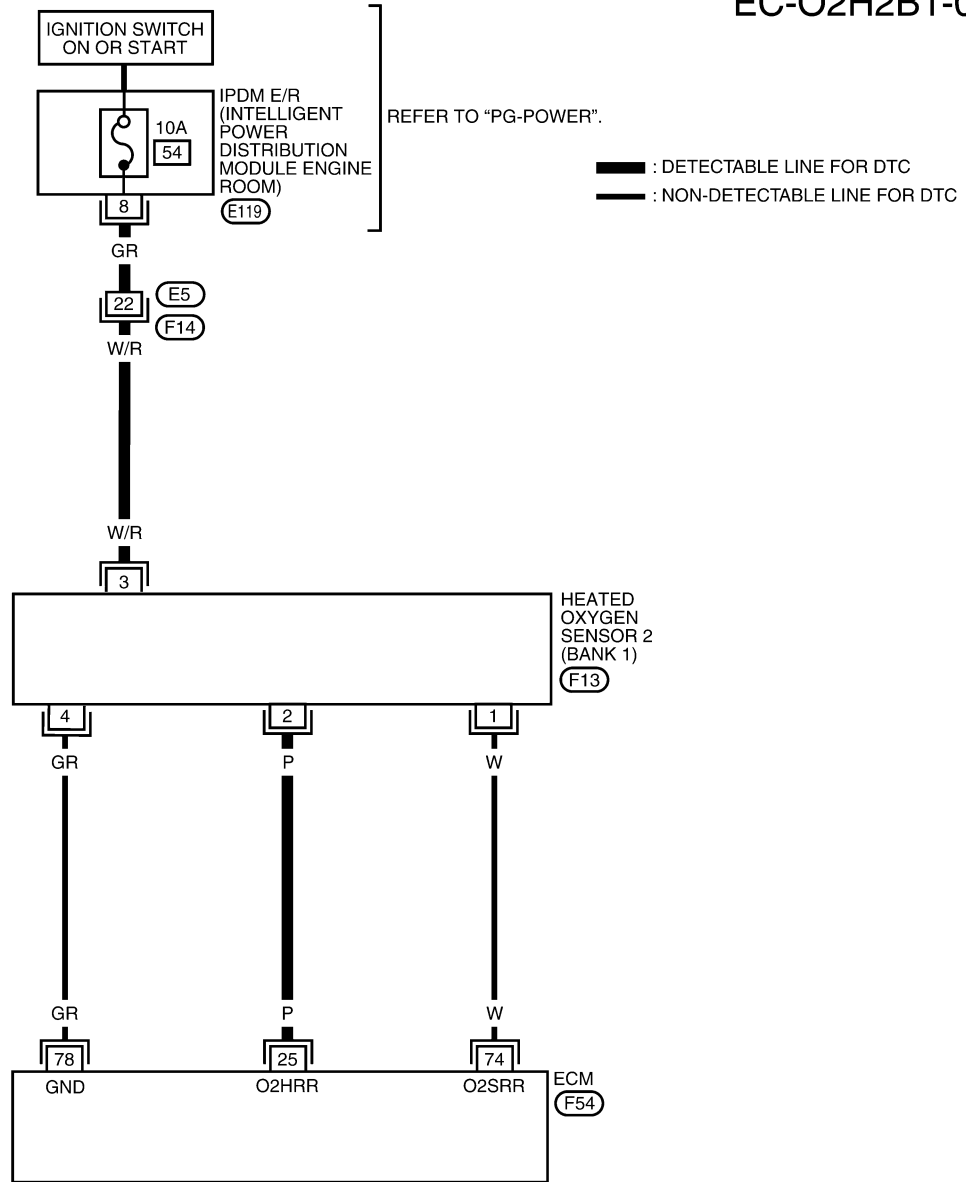 EC-O2H2B1-0
IGNITION SWITCH
ON OR START
IPDM E/R
(INTELLIGENT
POWER
DISTRIBUTION
MODULE ENGINE
ROOM)
E119
10A
54
8
REFER TO “PG-POWER”.
: DETECTABLE LINE FOR DTC
: NON-DETECTABLE LINE FOR DTC
GR
22
E5
F14
W/R
W/R
3
HEATED
OXYGEN
SENSOR 2
(BANK 1)
F13
4
2
1
GR
P
W
GR
P
W
78
25
74
GND
O2HRR
O2SRR
ECM
F54